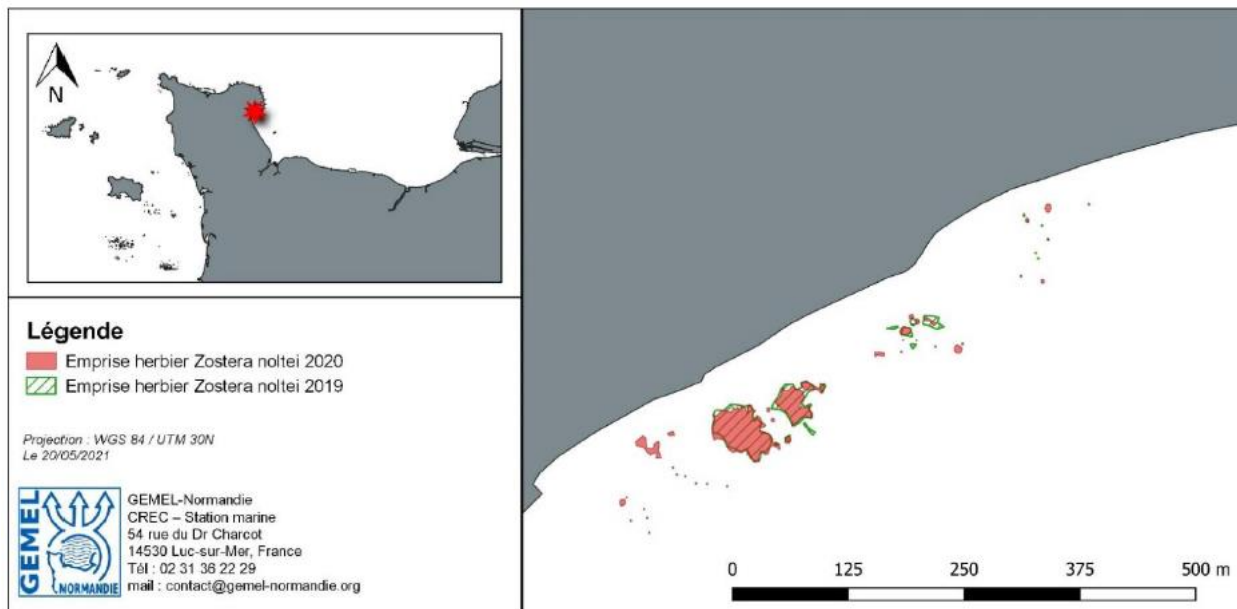 N
Légende
Emprise herbier Zostera noltei 2020
Emprise herbier Zostera noltei 2019
Projection : WGS 84 / UTM 30N
Le 20/05/2021
GEMEL
NORMANDIE
GEMEL-Normandie
CREC – Station marine
54 rue du Dr Charcot
14530 Luc-sur-Mer, France
Tél : 02 31 36 22 29
mail : contact@gemel-normandie.org
0 125 250 375 500 m